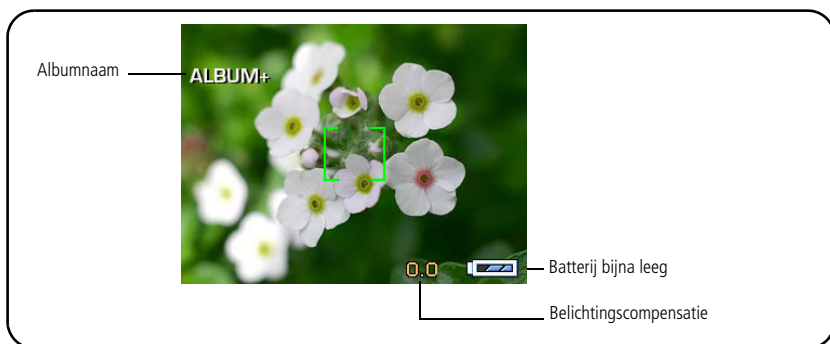 Albumnaam
ALBUM+
0.0
Batterij bijna leeg
Belichtingscompensatie